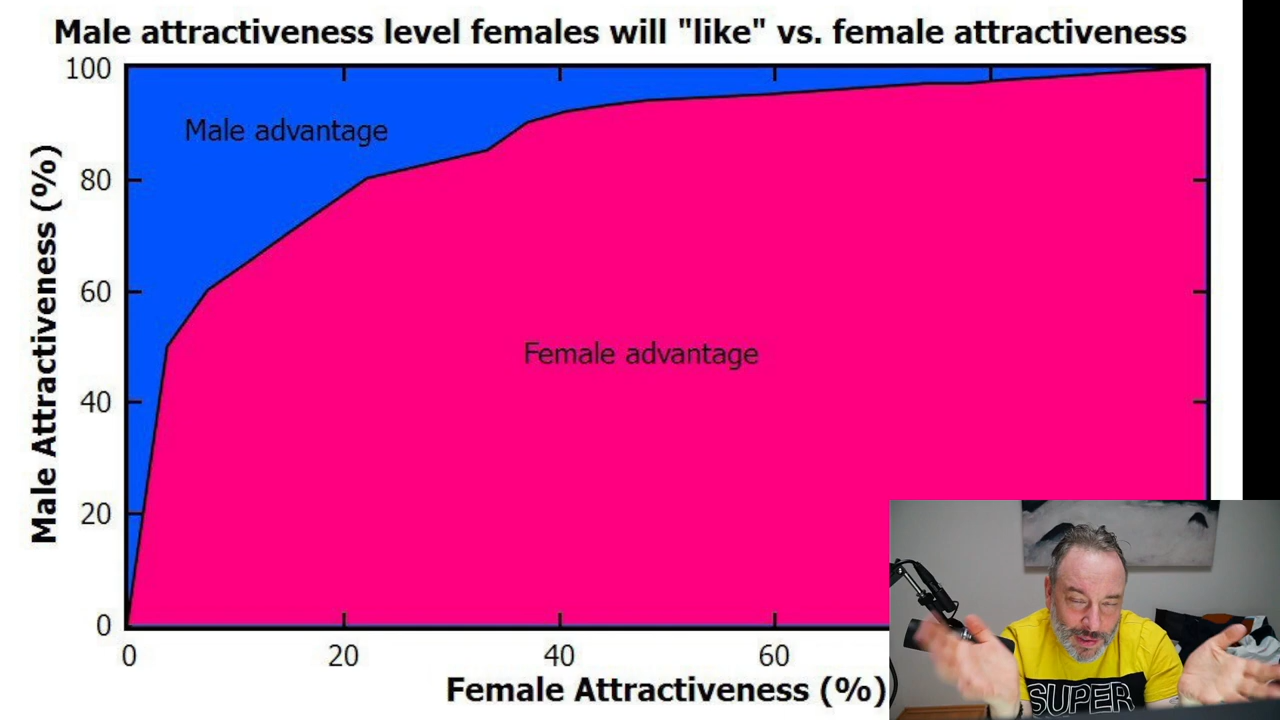 Male attractiveness level females will "like" vs. female attractiveness
100
Male advantage
80
60
Female advantage
40
20
0
0 20 40 60
Male Attractiveness (%)
Female Attractiveness (%)
SUPER